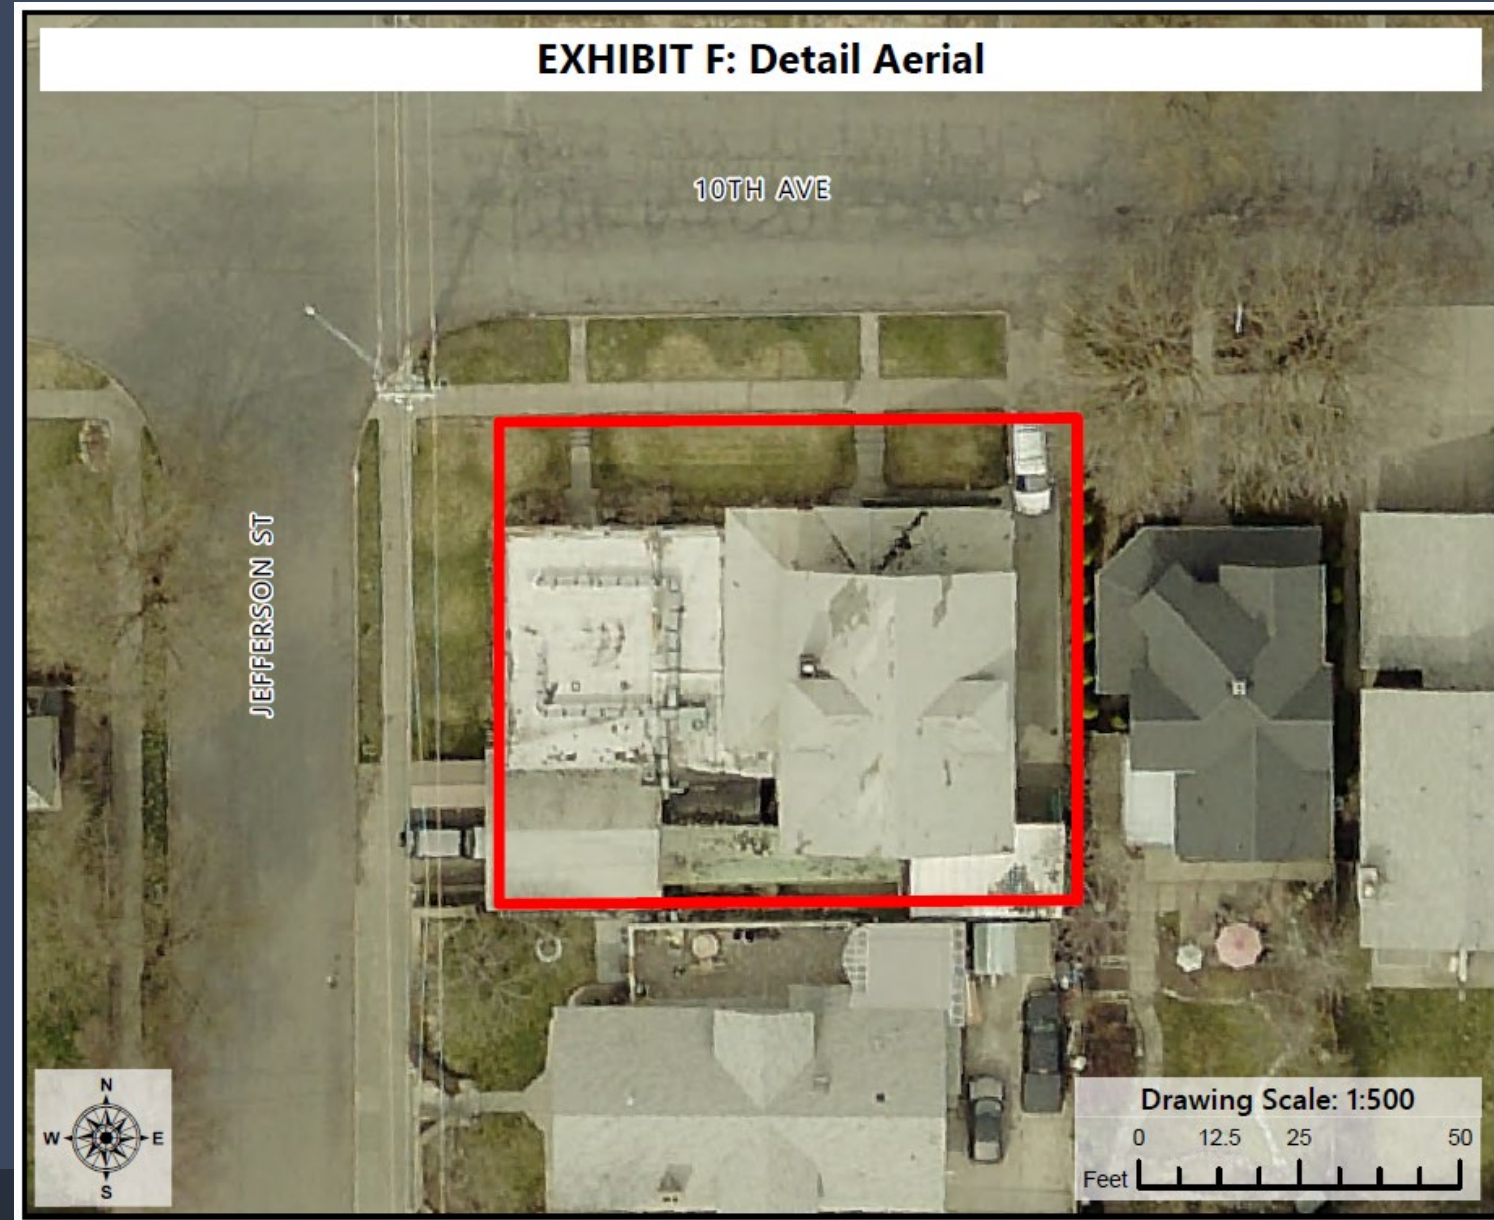 EXHIBIT F: Detail Aerial
10TH AVE
JEFFERSON ST
N
W E
S
Drawing Scale: 1:500
0 12.5 25 50
Feet